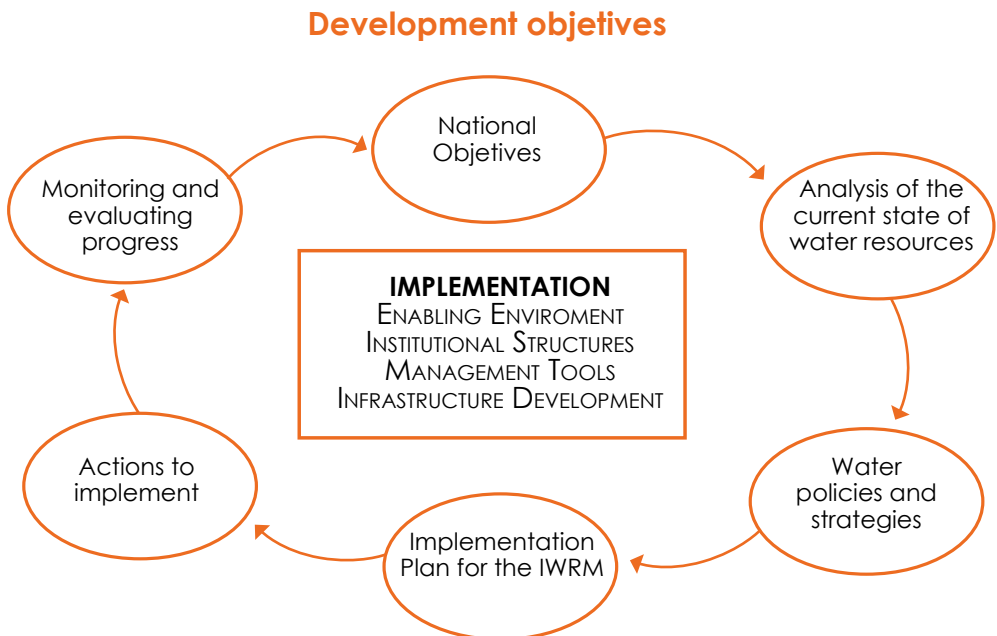 Development objetives
National
Objetives
Analysis of the
current state of
water resources
Water
policies and
strategies
Implementation
Plan for the IWRM
Actions to
implement
Monitoring and
evaluating
progress
IMPLEMENTATION
Enabling Enviroment
Institutional Structures
Management Tools
Infrastructure Development